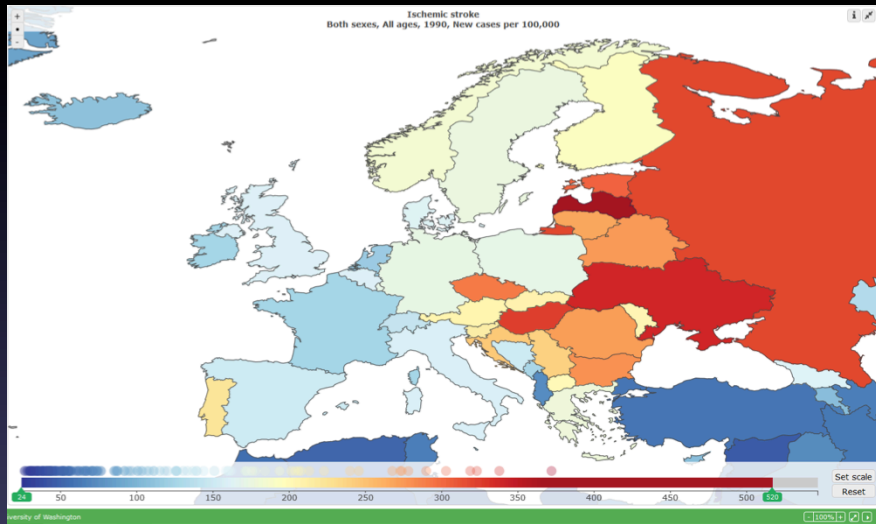 Ischemic stroke
Both sexes, All ages, 1990, New cases per 100,000
+
-
i
24 50 100 150 200 250 300 350 400 450 500 520
Set scale
Reset
versity of Washington
- 100% +